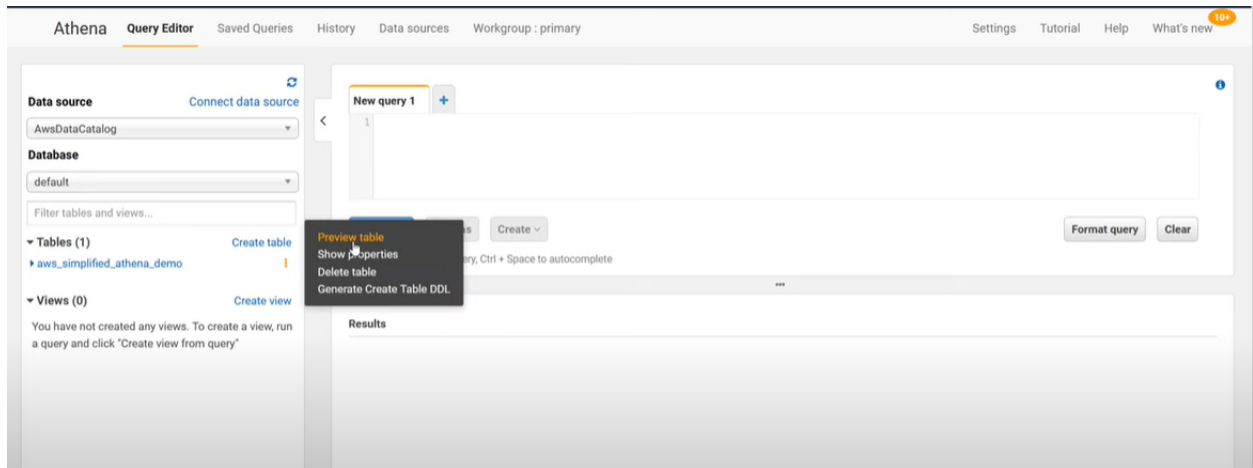 Athena Query Editor Saved Queries History Data sources Workgroup : primary Settings Tutorial Help What's new 10+
Data source Connect data source
AwsDataCatalog
Database
default
Filter tables and views...
Tables (1) Create table
aws_simplified_athena_demo
Views (0) Create view
You have not created any views. To create a view, run
a query and click "Create view from query"
Preview table
Show properties
Delete table
Generate Create Table DDL
New query 1
1
Create
Format query Clear
Ctrl + Space to autocomplete
Results